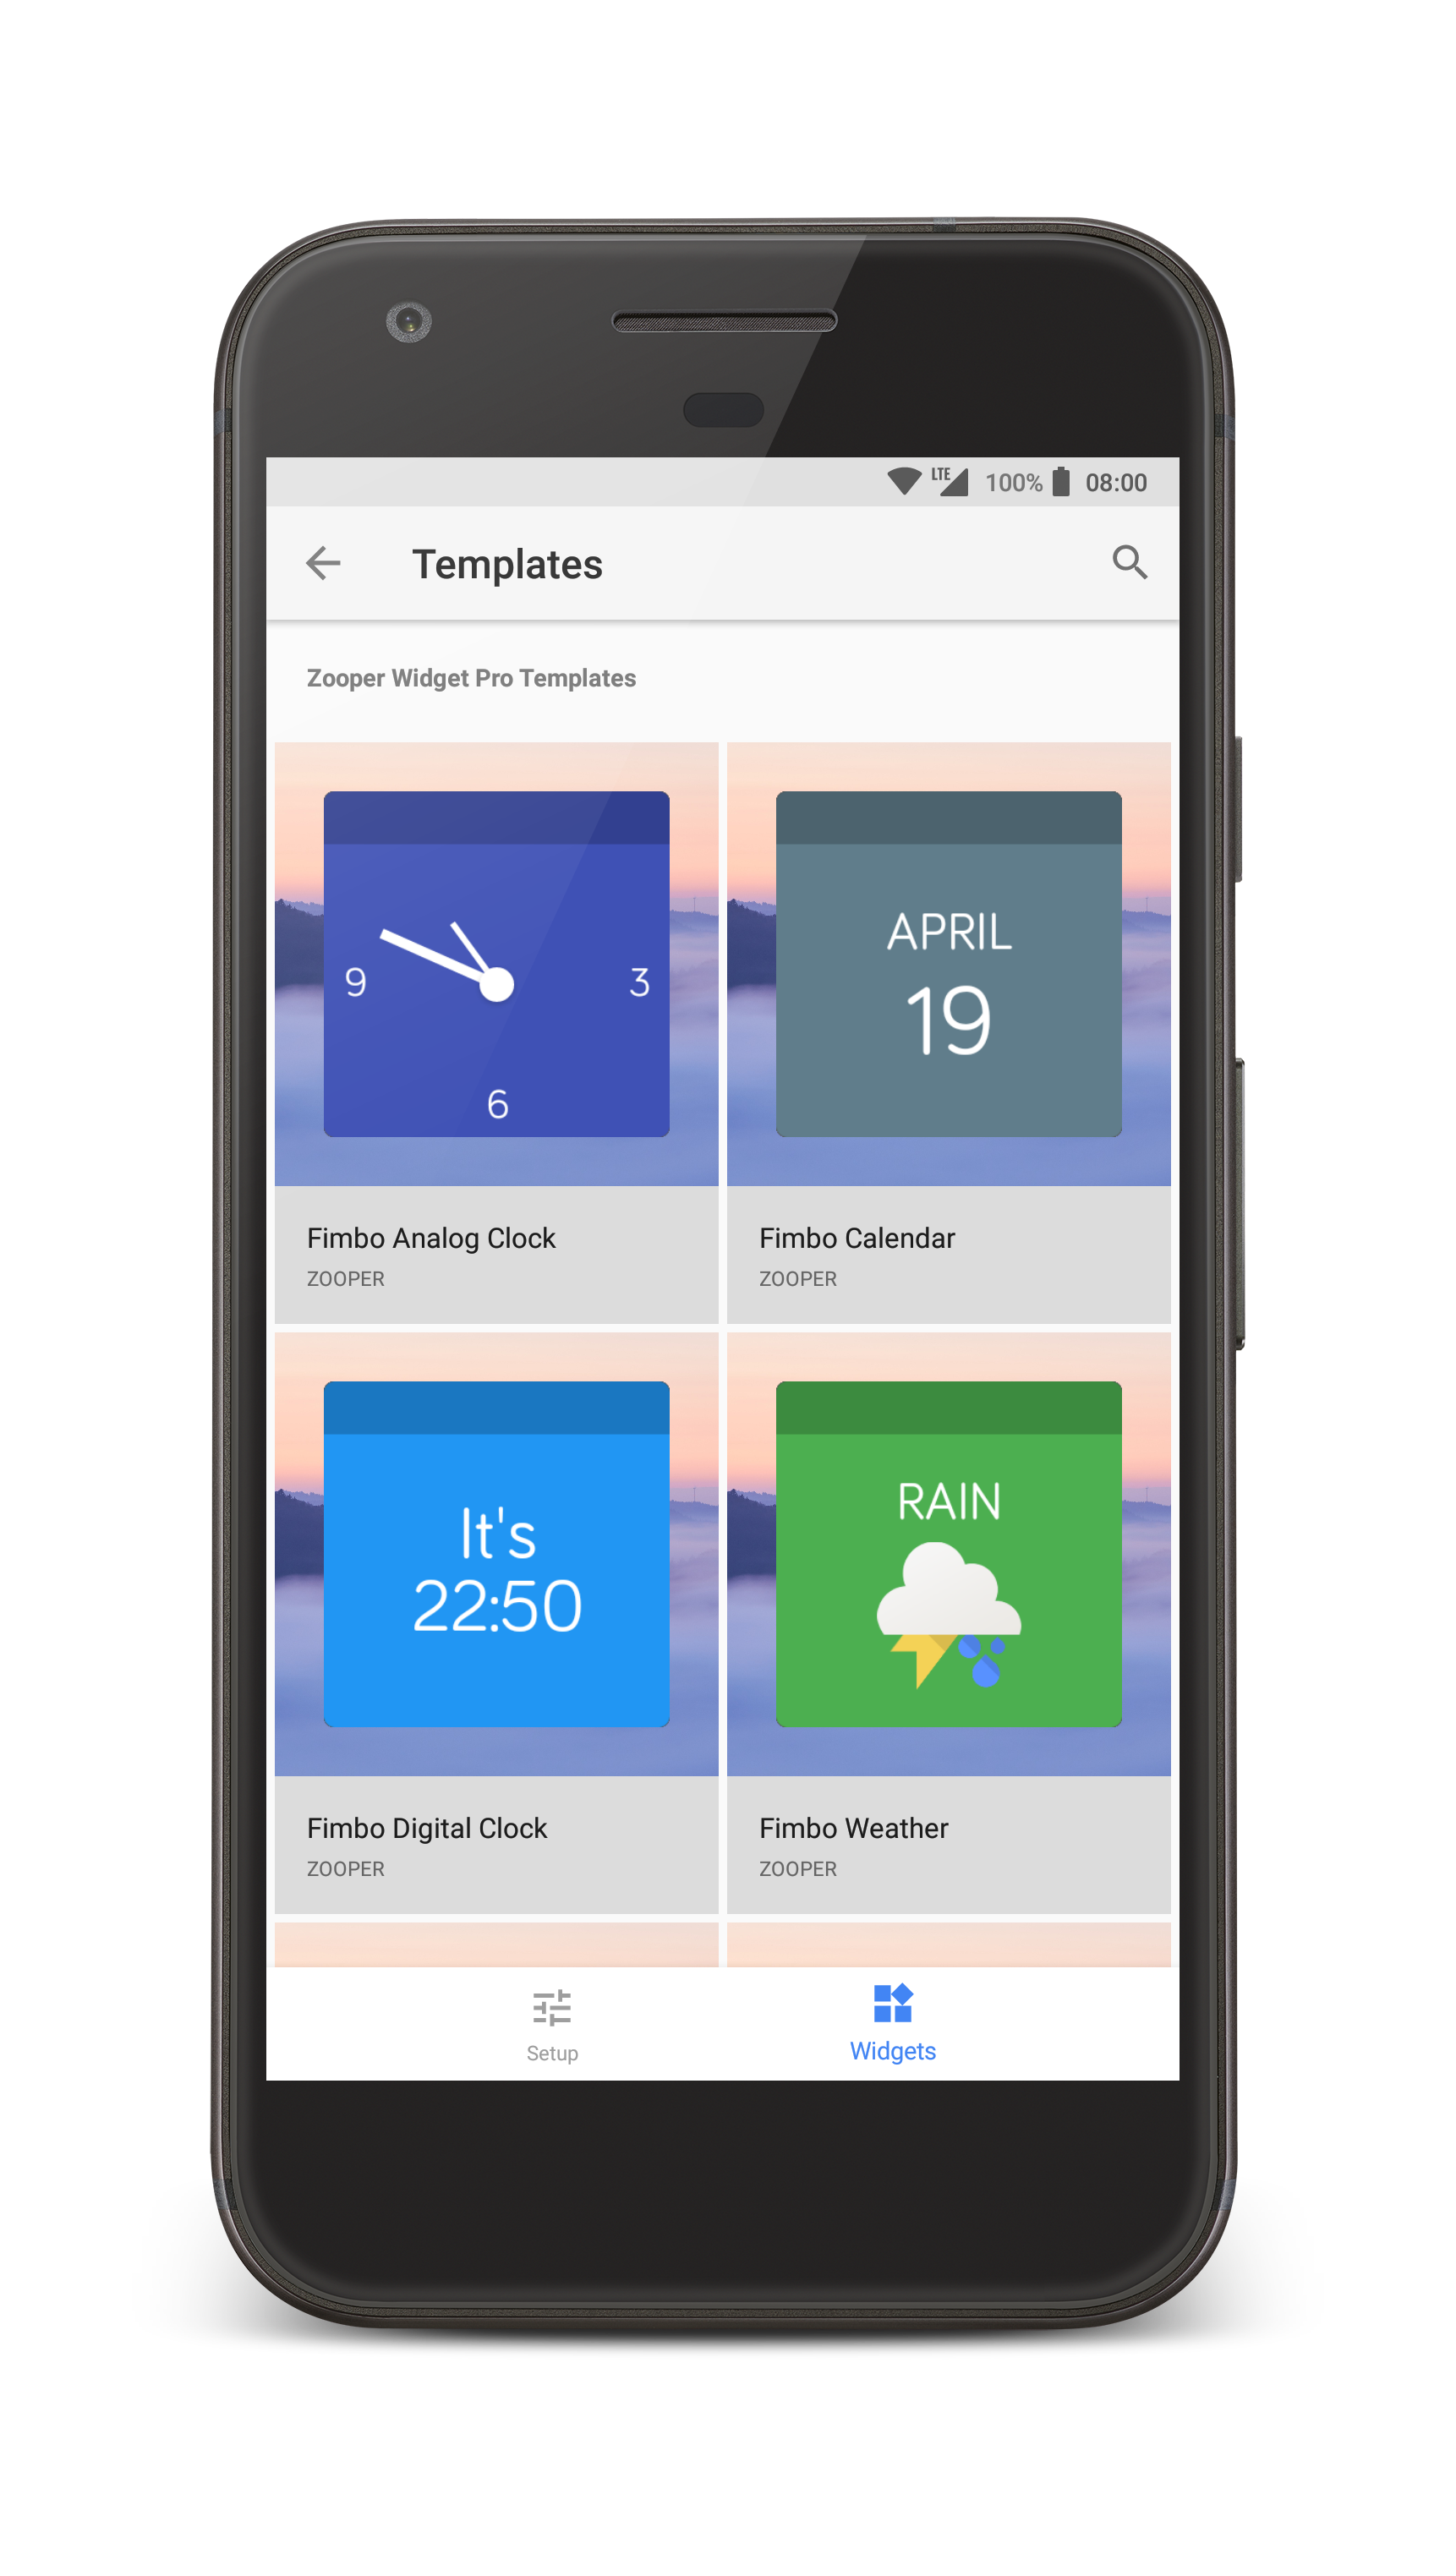 LTE 100% 08:00
Templates
Zooper Widget Pro Templates
9 3
6
APRIL
19
Fimbo Analog Clock
ZOOPER
Fimbo Calendar
ZOOPER
It's
22:50
RAIN
Fimbo Digital Clock
ZOOPER
Fimbo Weather
ZOOPER
Setup
Widgets